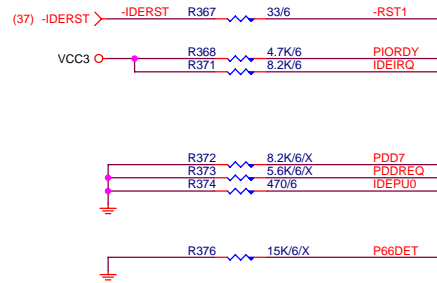 (37) -IDERST -IDERST R367 33/6 -RST1
VCC3 R368 4.7K/6 PIORDY
R371 8.2K/6 IDEIRQ
R372 8.2K/6/X PDD7
R373 5.6K/6/X PDDREQ
R374 470/6 IDEPU0
R376 15K/6/X P66DET